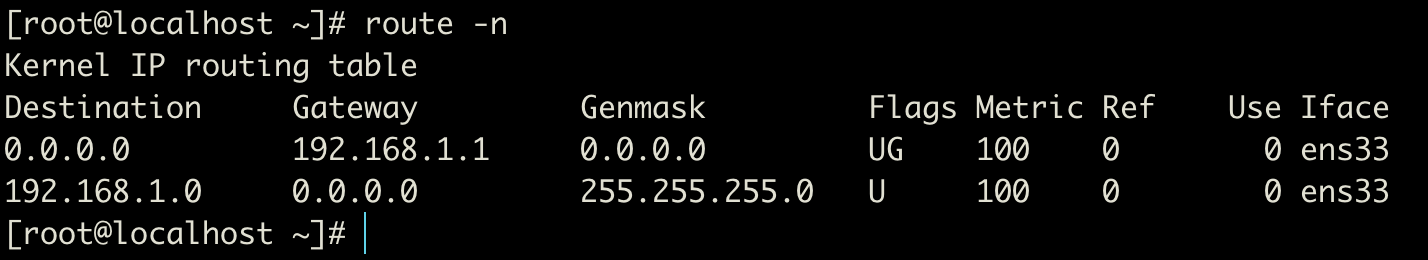 [root@localhost ~]# route -n
Kernel IP routing table
Destination     Gateway         Genmask         Flags Metric Ref    Use Iface
0.0.0.0         192.168.1.1     0.0.0.0         UG    100    0        0 ens33
192.168.1.0     0.0.0.0         255.255.255.0   U     100    0        0 ens33
[root@localhost ~]#